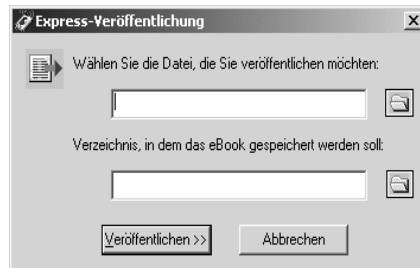 Express-Veröffentlichung
Wählen Sie die Datei, die Sie veröffentlichen möchten:
Verzeichnis, in dem das eBook gespeichert werden soll:
Veröffentlichen >>
Abbrechen